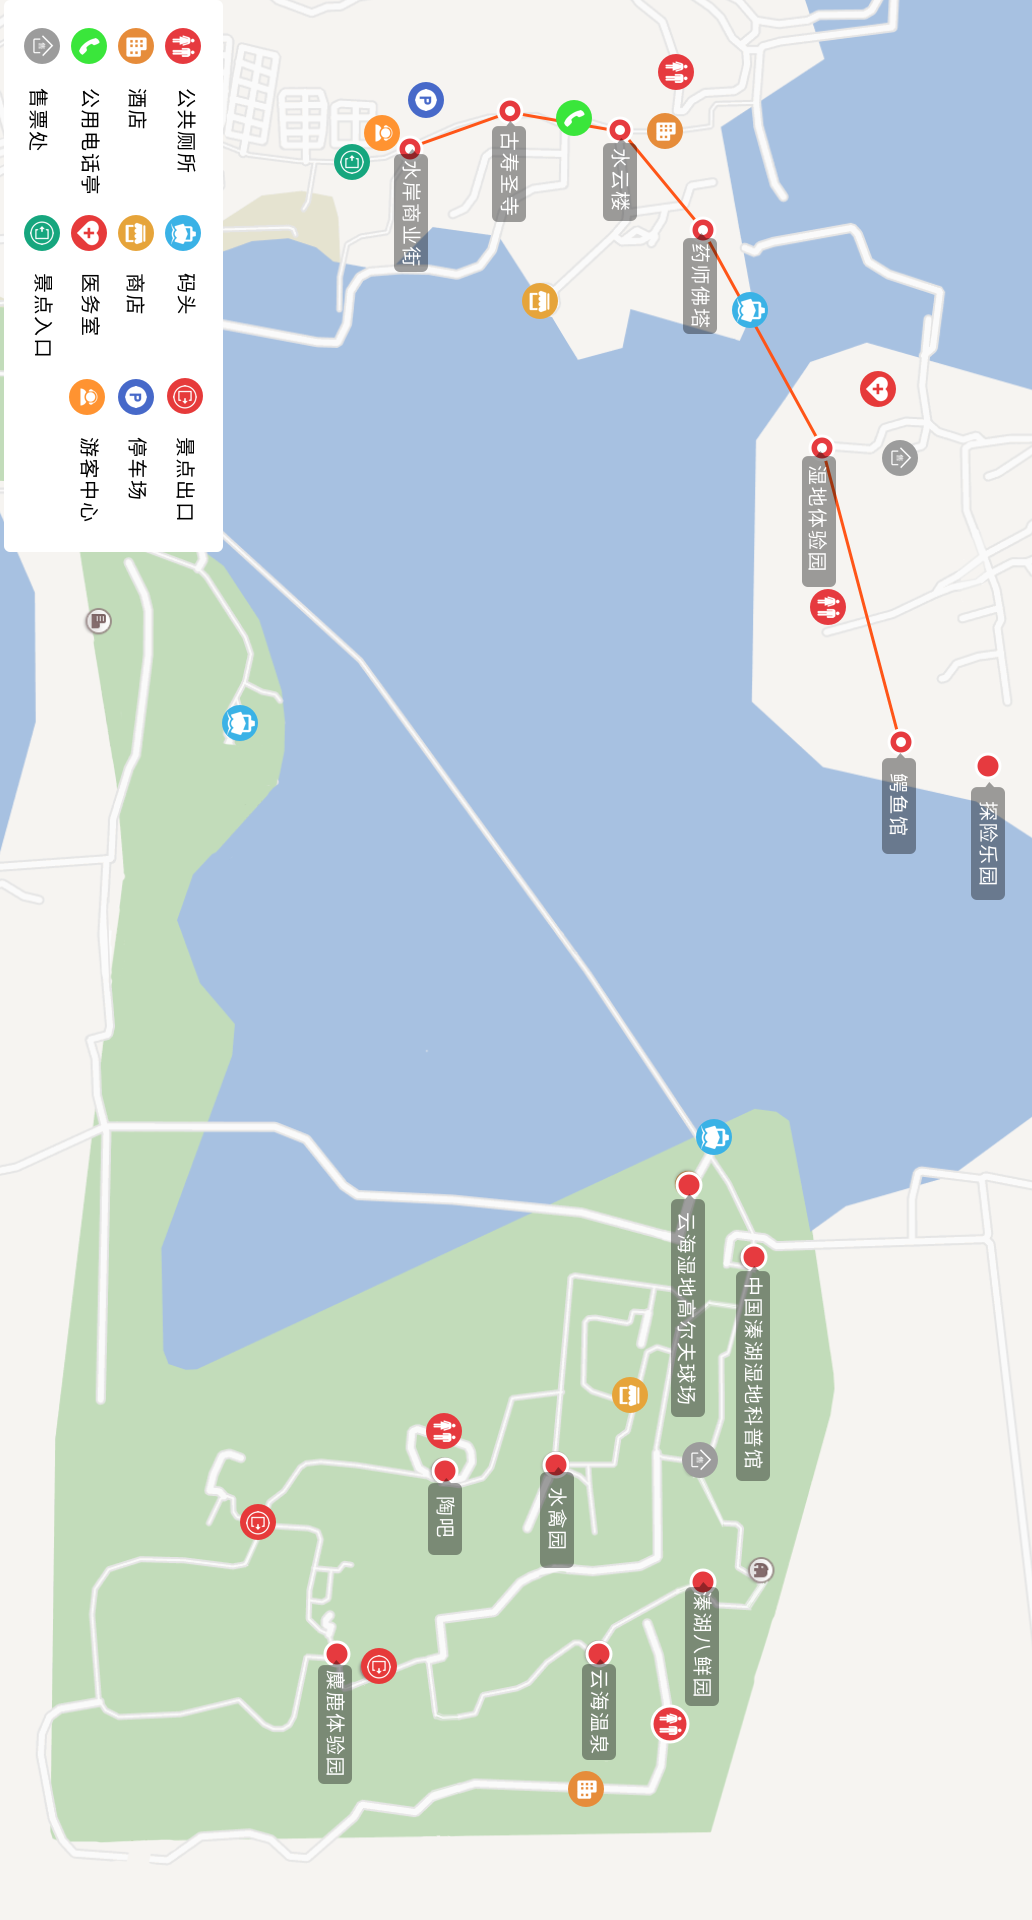 公共厕所
码头
景点出口
酒店
商店
停车场
公用电话亭
医务室
游客中心
售票处
景点入口
探险乐园
鳄鱼馆
湿地体验园
药师佛塔
水云楼
古寿圣寺
水岸商业街
中国溱湖湿地科普馆
云海湿地高尔夫球场
溱湖八鲜园
云海温泉
水禽园
陶吧
麋鹿体验园
P
P
售
售
售